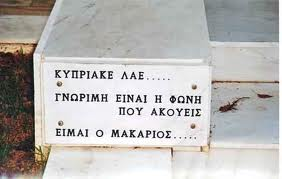 ΚΥΠΡΙΑΚΕ ΛΑΕ.....
ΓΝΩΡΙΜΗ ΕΙΝΑΙ Η ΦΩΝΗ
ΠΟΥ ΑΚΟΥΕΙΣ
ΕΙΜΑΙ Ο ΜΑΚΑΡΙΟΣ.....